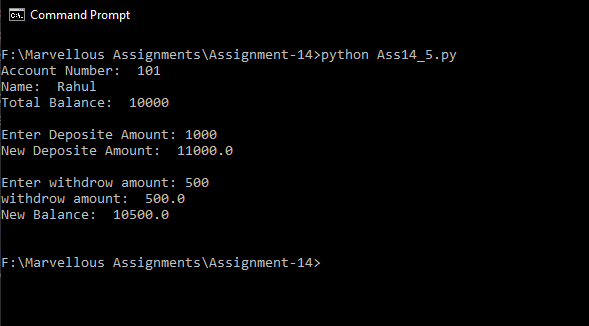 Command Prompt
F:\Marvellous Assignments\Assignment-14>python Ass14_5.py
Account Number:  101
Name:  Rahul
Total Balance:  10000
Enter Deposite Amount: 1000
New Deposite Amount:  11000.0
Enter withdrow amount: 500
withdrow amount:  500.0
New Balance:  10500.0
F:\Marvellous Assignments\Assignment-14>